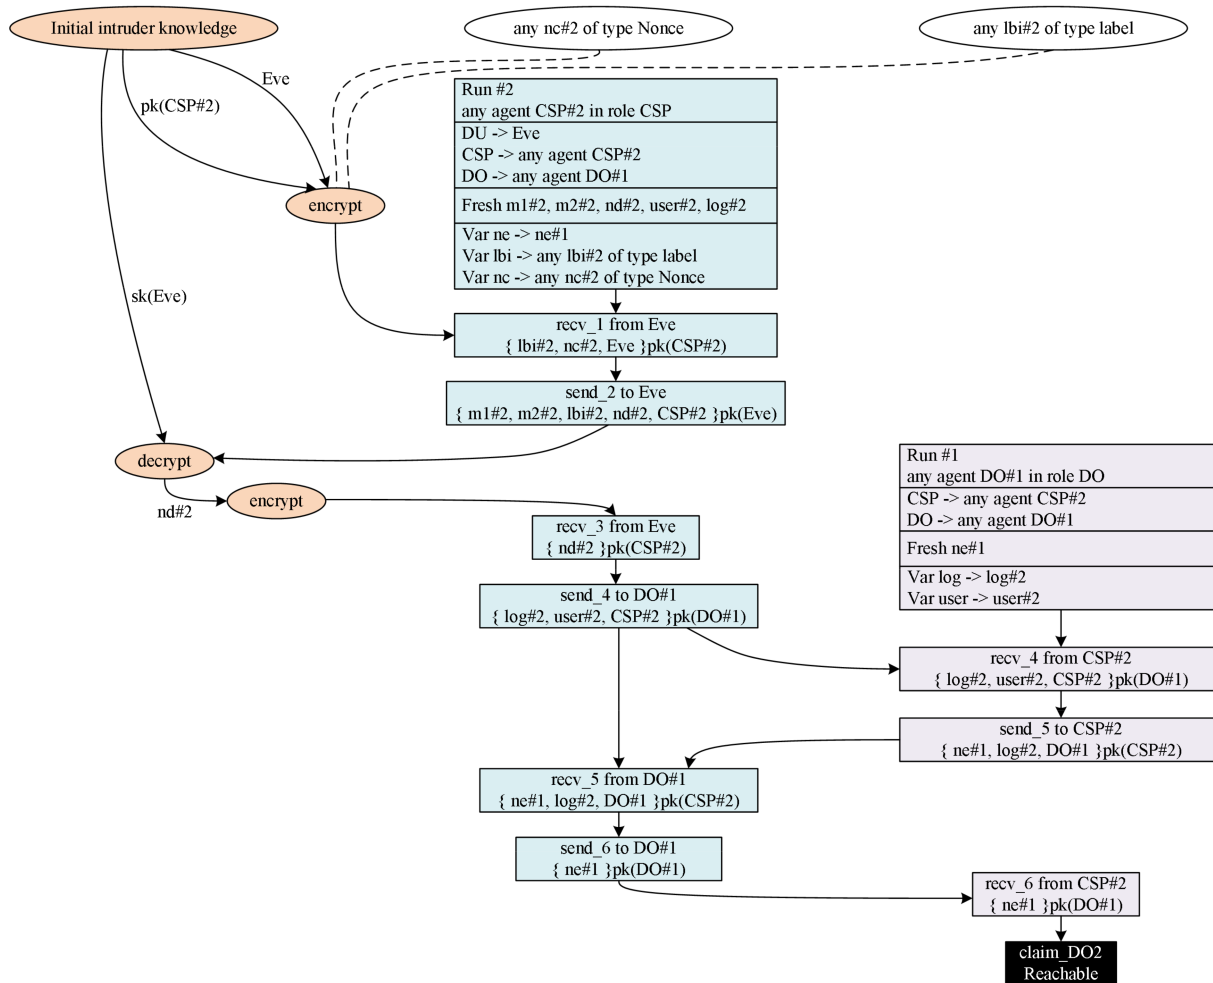 Initial intruder knowledge
any nc#2 of type Nonce
any lbi#2 of type label
Eve
pk(CSP#2)
Run #2
any agent CSP#2 in role CSP
DU -> Eve
CSP -> any agent CSP#2
DO -> any agent DO#1
Fresh m1#2, m2#2, nd#2, user#2, log#2
Var ne -> ne#1
Var lbi -> any lbi#2 of type label
Var nc -> any nc#2 of type Nonce
encrypt
sk(Eve)
recv_1 from Eve
{ lbi#2, nc#2, Eve }pk(CSP#2)
send_2 to Eve
{ m1#2, m2#2, lbi#2, nd#2, CSP#2 }pk(Eve)
decrypt
nd#2
encrypt
Run #1
any agent DO#1 in role DO
CSP -> any agent CSP#2
DO -> any agent DO#1
Fresh ne#1
Var log -> log#2
Var user -> user#2
recv_3 from Eve
{ nd#2 }pk(CSP#2)
send_4 to DO#1
{ log#2, user#2, CSP#2 }pk(DO#1)
recv_4 from CSP#2
{ log#2, user#2, CSP#2 }pk(DO#1)
send_5 to CSP#2
{ ne#1, log#2, DO#1 }pk(CSP#2)
recv_5 from DO#1
{ ne#1, log#2, DO#1 }pk(CSP#2)
send_6 to DO#1
{ ne#1 }pk(DO#1)
recv_6 from CSP#2
{ ne#1 }pk(DO#1)
claim_DO2
Reachable